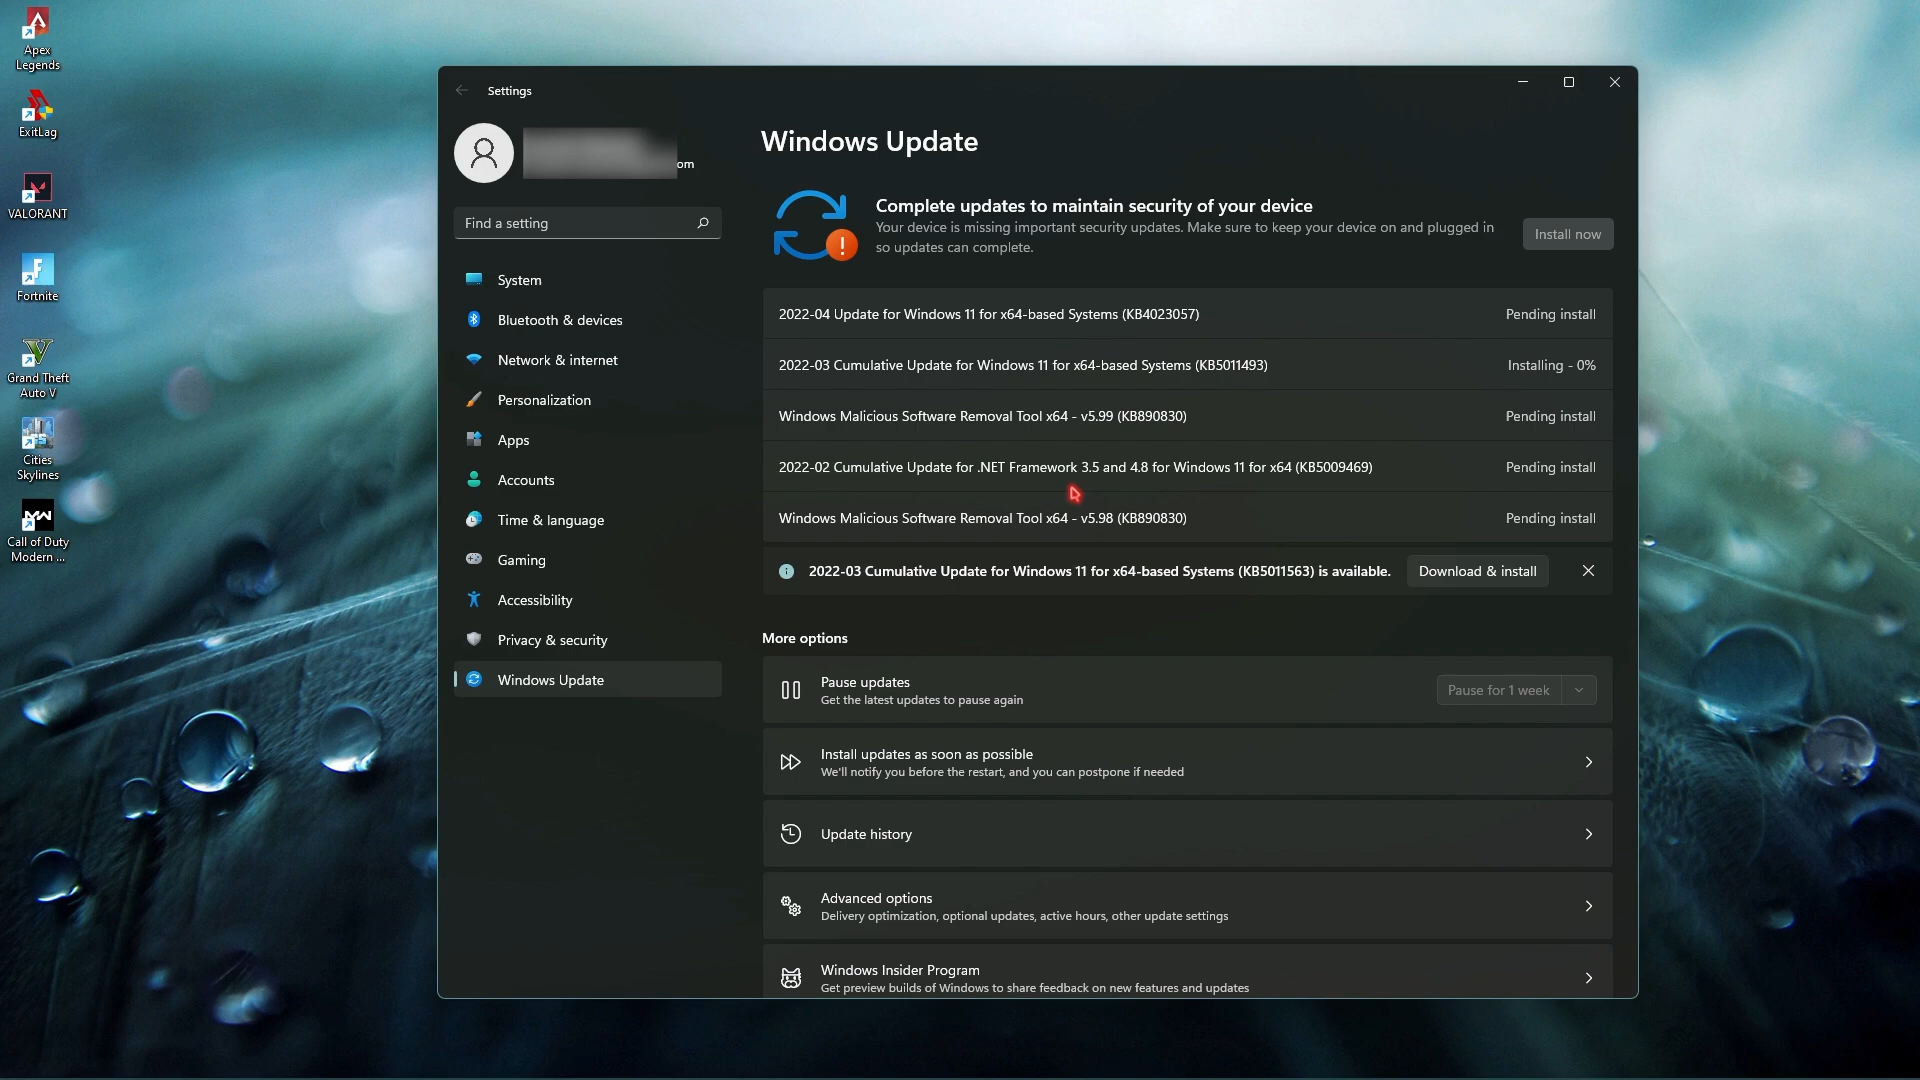 Apex
Legends
ExitLag
VALORANT
Fortnite
Grand Theft
Auto V
Cities
Skylines
Call of Duty
Modern ...
Settings
om
Find a setting
System
Bluetooth & devices
Network & internet
Personalization
Apps
Accounts
Time & language
Gaming
Accessibility
Privacy & security
Windows Update
Windows Update
Complete updates to maintain security of your device
Your device is missing important security updates. Make sure to keep your device on and plugged in
so updates can complete.
Install now
2022-04 Update for Windows 11 for x64-based Systems (KB4023057) Pending install
2022-03 Cumulative Update for Windows 11 for x64-based Systems (KB5011493) Installing - 0%
Windows Malicious Software Removal Tool x64 - v5.99 (KB890830) Pending install
2022-02 Cumulative Update for .NET Framework 3.5 and 4.8 for Windows 11 for x64 (KB5009469) Pending install
Windows Malicious Software Removal Tool x64 - v5.98 (KB890830) Pending install
2022-03 Cumulative Update for Windows 11 for x64-based Systems (KB5011563) is available. Download & install
More options
Pause updates
Get the latest updates to pause again
Pause for 1 week
Install updates as soon as possible
We'll notify you before the restart, and you can postpone if needed
Update history
Advanced options
Delivery optimization, optional updates, active hours, other update settings
Windows Insider Program
Get preview builds of Windows to share feedback on new features and updates